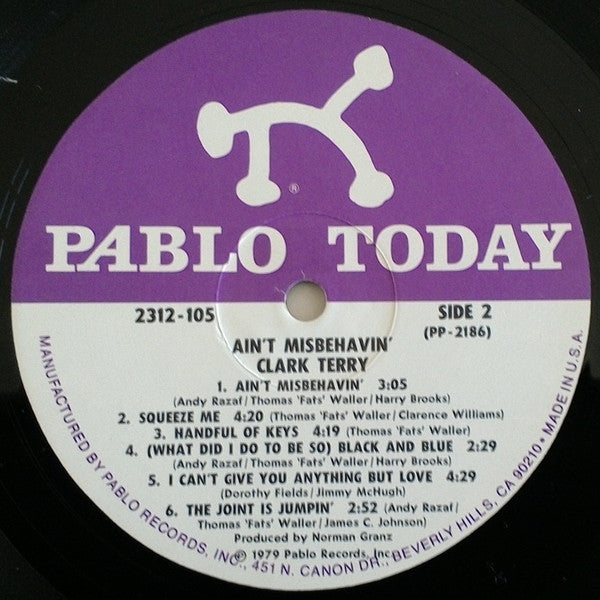 ®
PABLO TODAY
2312-105 SIDE 2
(PP-2186)
AIN'T MISBEHAVIN'
CLARK TERRY
1. AIN'T MISBEHAVIN' 3:05
(Andy Razaf/Thomas 'Fats' Waller/Harry Brooks)
2. SQUEEZE ME 4:20 (Thomas 'Fats' Waller/Clarence Williams)
3. HANDFUL OF KEYS 4:19 (Thomas 'Fats' Waller)
4. (WHAT DID I DO TO BE SO) BLACK AND BLUE 2:29
(Andy Razaf/Thomas 'Fats' Waller/Harry Brooks)
5. I CAN'T GIVE YOU ANYTHING BUT LOVE 4:29
(Dorothy Fields/Jimmy McHugh)
6. THE JOINT IS JUMPIN' 2:52 (Andy Razaf/
Thomas 'Fats' Waller/James C. Johnson)
Produced by Norman Granz
© 1979 Pablo Records, Inc.
MANUFACTURED BY PABLO RECORDS, INC., 451 N. CANON DR., BEVERLY HILLS, CA 90210 • MADE IN U.S.A.